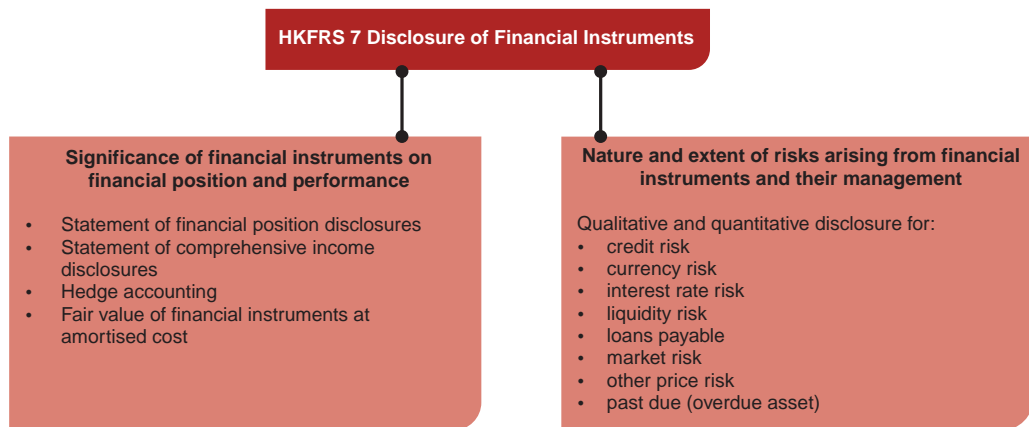 HKFRS 7 Disclosure of Financial Instruments
Significance of financial instruments on
financial position and performance
• Statement of financial position disclosures
• Statement of comprehensive income
disclosures
• Hedge accounting
• Fair value of financial instruments at
amortised cost
Nature and extent of risks arising from financial
instruments and their management
Qualitative and quantitative disclosure for:
• credit risk
• currency risk
• interest rate risk
• liquidity risk
• loans payable
• market risk
• other price risk
• past due (overdue asset)